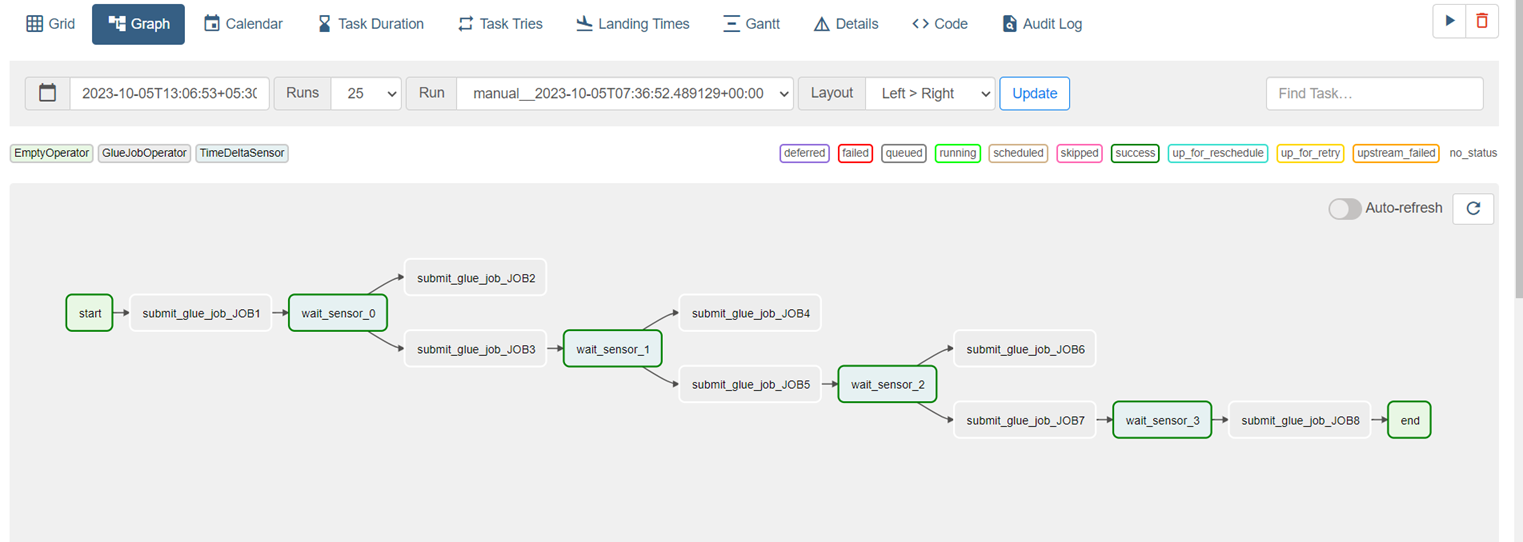 Grid Graph Calendar Task Duration Task Tries Landing Times Gantt Details Code Audit Log
2023-10-05T13:06:53+05:30 Runs 25 Run manual__2023-10-05T07:36:52.489129+00:00 Layout Left > Right Update Find Task…
EmptyOperator GlueJobOperator TimeDeltaSensor deferred failed queued running scheduled skipped success up_for_reschedule up_for_retry upstream_failed no_status
Auto-refresh
submit_glue_job_JOB2
start submit_glue_job_JOB1 wait_sensor_0 submit_glue_job_JOB4
submit_glue_job_JOB3 wait_sensor_1 submit_glue_job_JOB6
submit_glue_job_JOB5 wait_sensor_2
submit_glue_job_JOB7 wait_sensor_3 submit_glue_job_JOB8 end